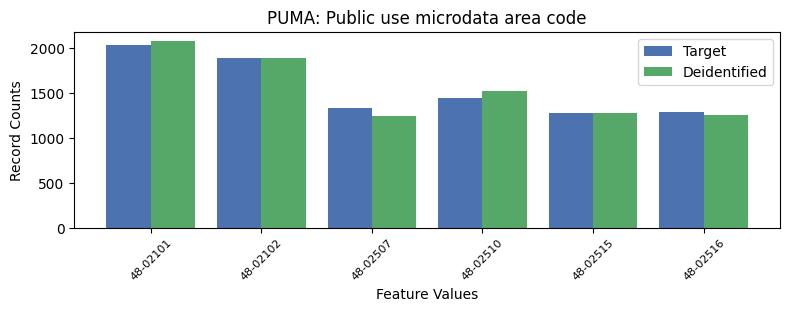 PUMA: Public use microdata area code
Target
Deidentified
Record Counts
2000
1500
1000
500
0
48-02101
48-02102
48-02507
48-02510
48-02515
48-02516
Feature Values